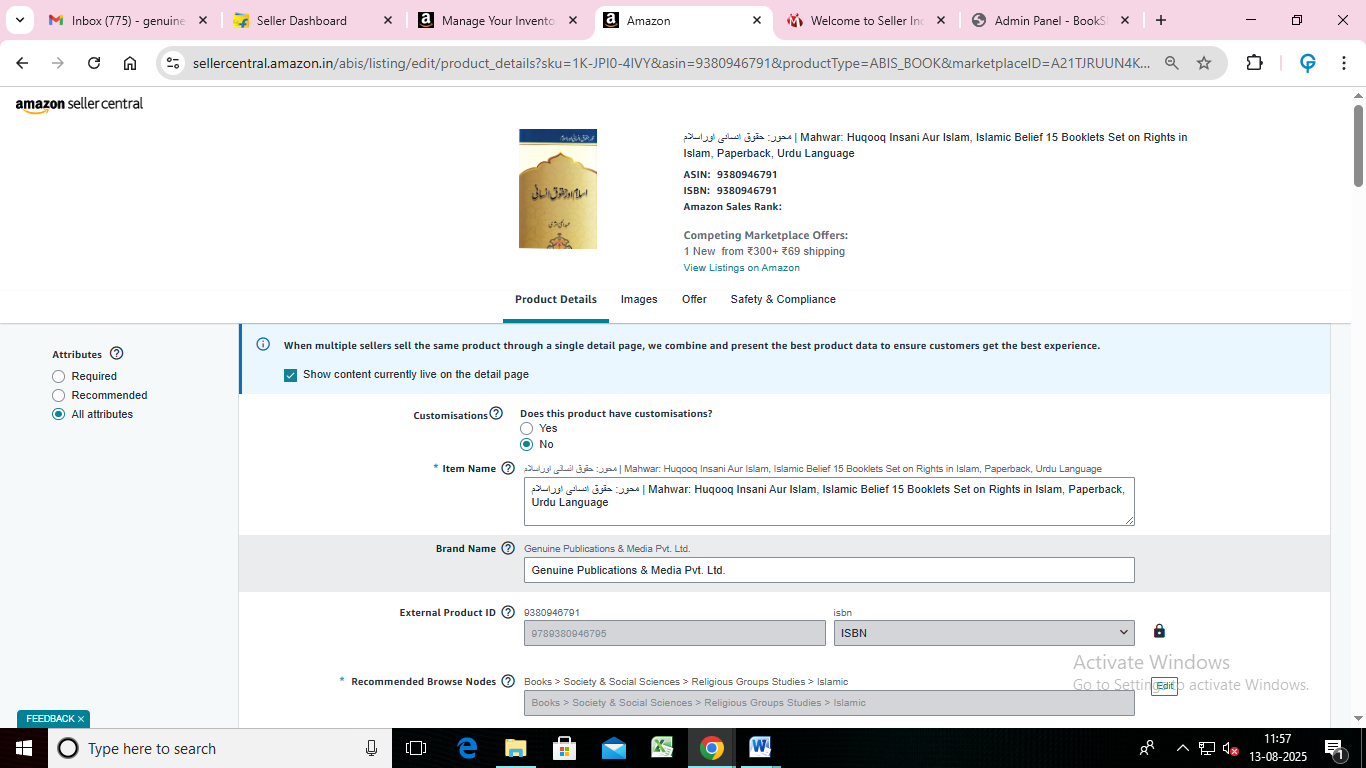 Inbox (775) - genuine
Seller Dashboard
Manage Your Invento
Amazon
Welcome to Seller In
Admin Panel - BookS
sellercentral.amazon.in/abis/listing/edit/product_details?sku=1K-JPI0-4IVY&asin=9380946791&productType=ABIS_BOOK&marketplaceID=A21TJRUUN4K...
amazon seller central
اسلام اور حقوق انسانی
محور: حقوق انسانی اوراسلام | Mahwar: Huqooq Insani Aur Islam, Islamic Belief 15 Booklets Set on Rights in
Islam, Paperback, Urdu Language
ASIN: 9380946791
ISBN: 9380946791
Amazon Sales Rank:
Competing Marketplace Offers:
1 New from ₹300+ ₹69 shipping
View Listings on Amazon
Product Details Images Offer Safety & Compliance
Attributes
Required
Recommended
All attributes
When multiple sellers sell the same product through a single detail page, we combine and present the best product data to ensure customers get the best experience.
Show content currently live on the detail page
Customisations Does this product have customisations?
Yes
No
* Item Name محور: حقوق انسانی اوراسلام | Mahwar: Huqooq Insani Aur Islam, Islamic Belief 15 Booklets Set on Rights in Islam, Paperback, Urdu Language
محور: حقوق انسانی اوراسلام | Mahwar: Huqooq Insani Aur Islam, Islamic Belief 15 Booklets Set on Rights in Islam, Paperback,
Urdu Language
Brand Name Genuine Publications & Media Pvt. Ltd.
Genuine Publications & Media Pvt. Ltd.
External Product ID 9380946791 isbn
9789380946795 ISBN
* Recommended Browse Nodes Books > Society & Social Sciences > Religious Groups Studies > Islamic
Books > Society & Social Sciences > Religious Groups Studies > Islamic
Edit
Activate Windows
Go to Settings to activate Windows.
FEEDBACK ×
Type here to search
11:57
13-08-2025
1